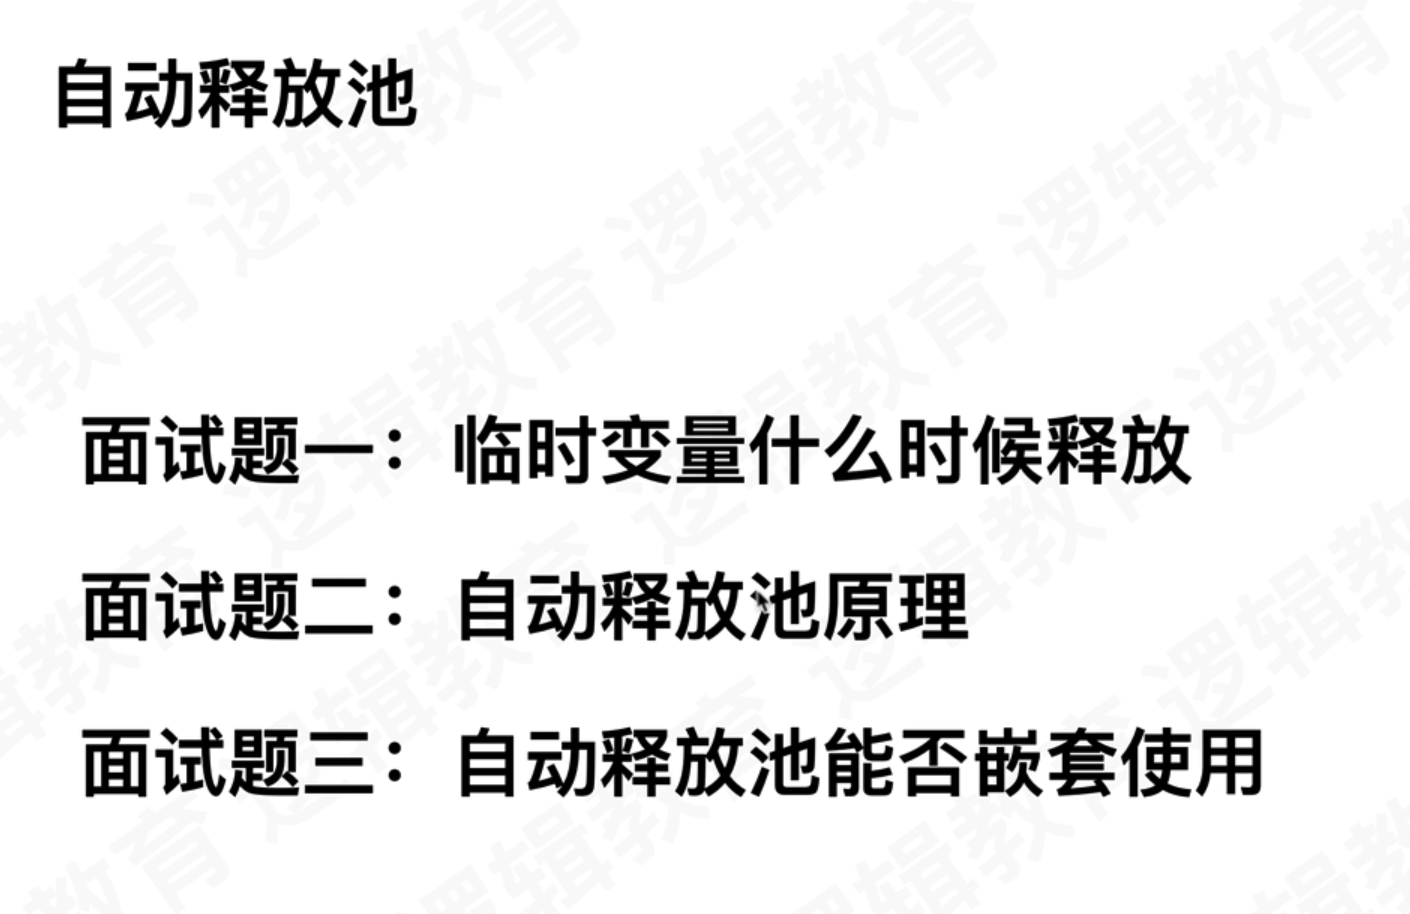 自动释放池
面试题一：临时变量什么时候释放
面试题二：自动释放池原理
面试题三：自动释放池能否嵌套使用
逻辑教育